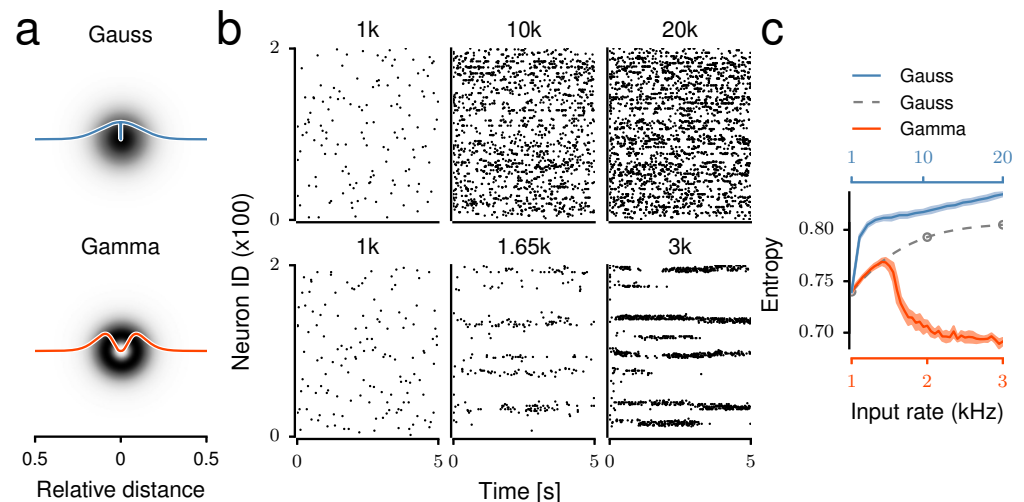 a
Gauss
Gamma
0.5 0 0.5
Relative distance
b
1k 10k 20k
2
1
0
1k 1.65k 3k
2
1
0
Neuron ID (x100)
0 5 0 5 0 5
Time [s]
c
Gauss
Gauss
Gamma
1 10 20
0.80
0.75
0.70
Entropy
1 2 3
Input rate (kHz)